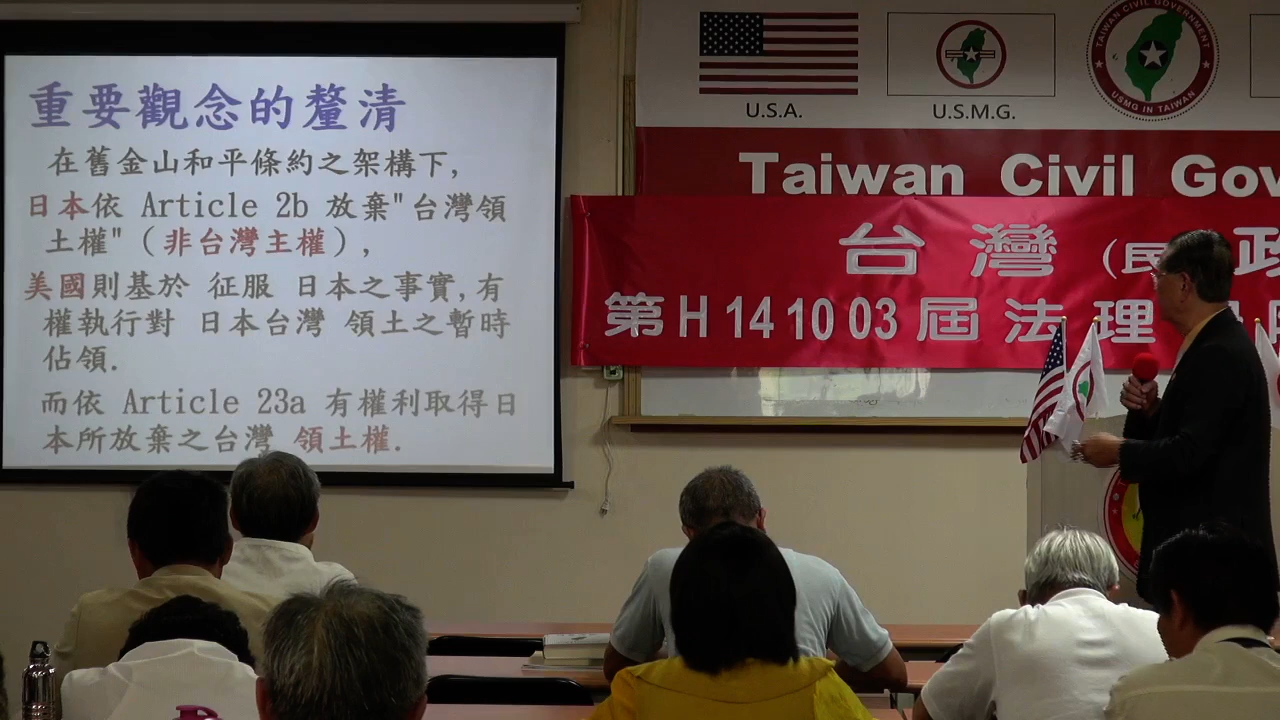 重要觀念的釐清
在舊金山和平條約之架構下,
日本依 Article 2b 放棄"台灣領
土權" (非台灣主權),
美國則基於 征服 日本之事實,有
權執行對 日本台灣 領土之暫時
佔領.
而依 Article 23a 有權利取得日
本所放棄之台灣 領土權.
U.S.A.
U.S.M.G.
TAIWAN CIVIL GOVERNMENT
USMG IN TAIWAN
Taiwan Civil Gov
台灣(民政
第H 14 10 03 屆 法 理